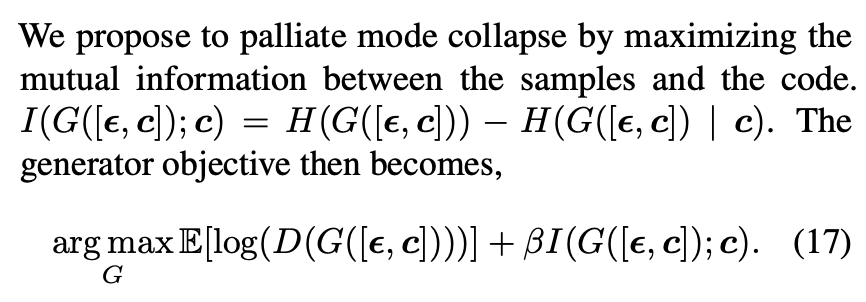 We propose to palliate mode collapse by maximizing the
mutual information between the samples and the code.
I(G([ϵ, c]); c) = H(G([ϵ, c])) − H(G([ϵ, c]) | c). The
generator objective then becomes,
arg max E[log(D(G([ϵ, c])))] + βI(G([ϵ, c]); c). (17)
G